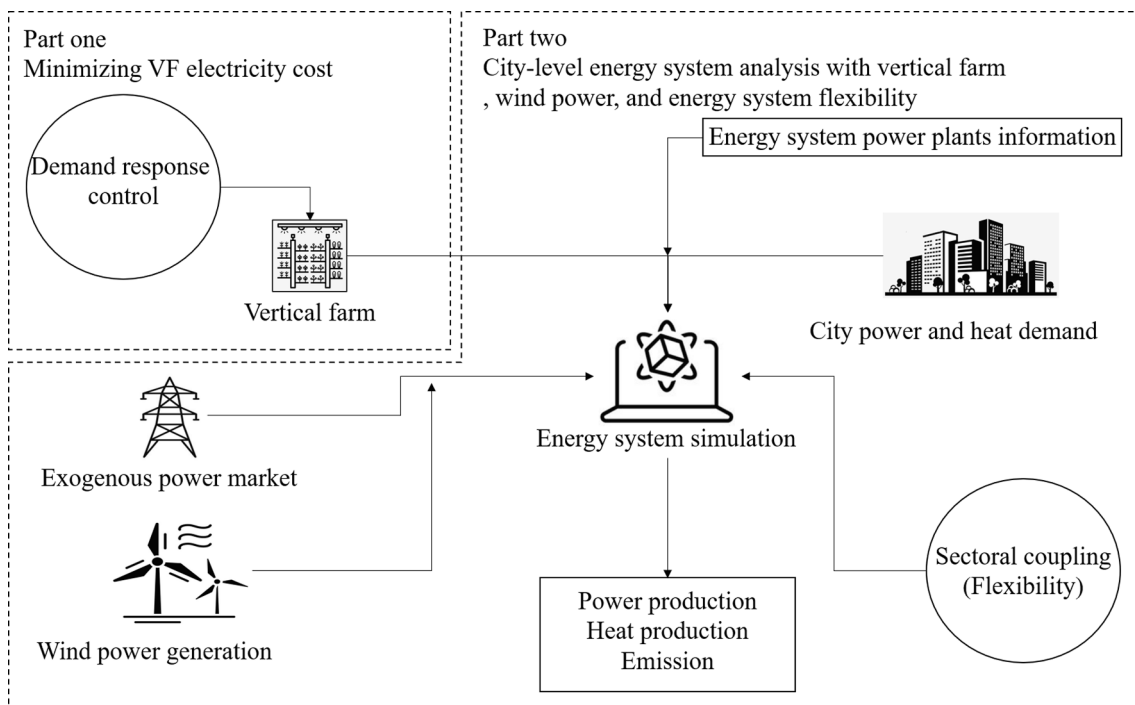 Part one
Minimizing VF electricity cost
Demand response
control
Vertical farm
Part two
City-level energy system analysis with vertical farm
, wind power, and energy system flexibility
Energy system power plants information
City power and heat demand
Energy system simulation
Exogenous power market
Wind power generation
Sectoral coupling
(Flexibility)
Power production
Heat production
Emission